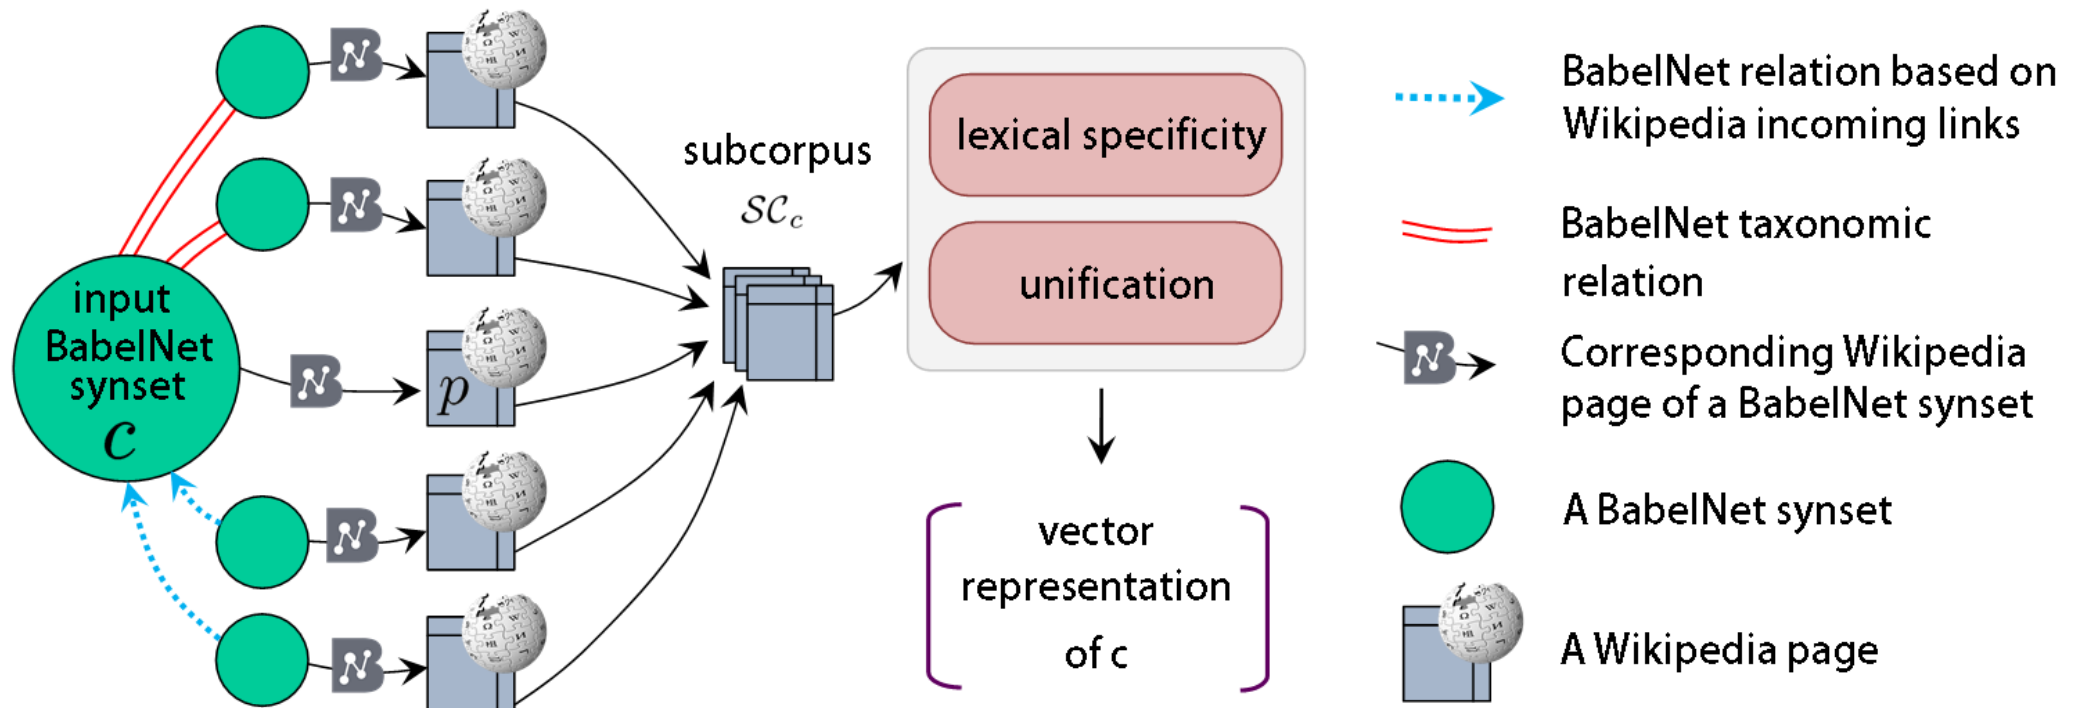 input
BabelNet
synset
c
p
subcorpus
𝒮𝒞c
lexical specificity
unification
vector
representation
of c
BabelNet relation based on
Wikipedia incoming links
BabelNet taxonomic
relation
Corresponding Wikipedia
page of a BabelNet synset
A BabelNet synset
A Wikipedia page